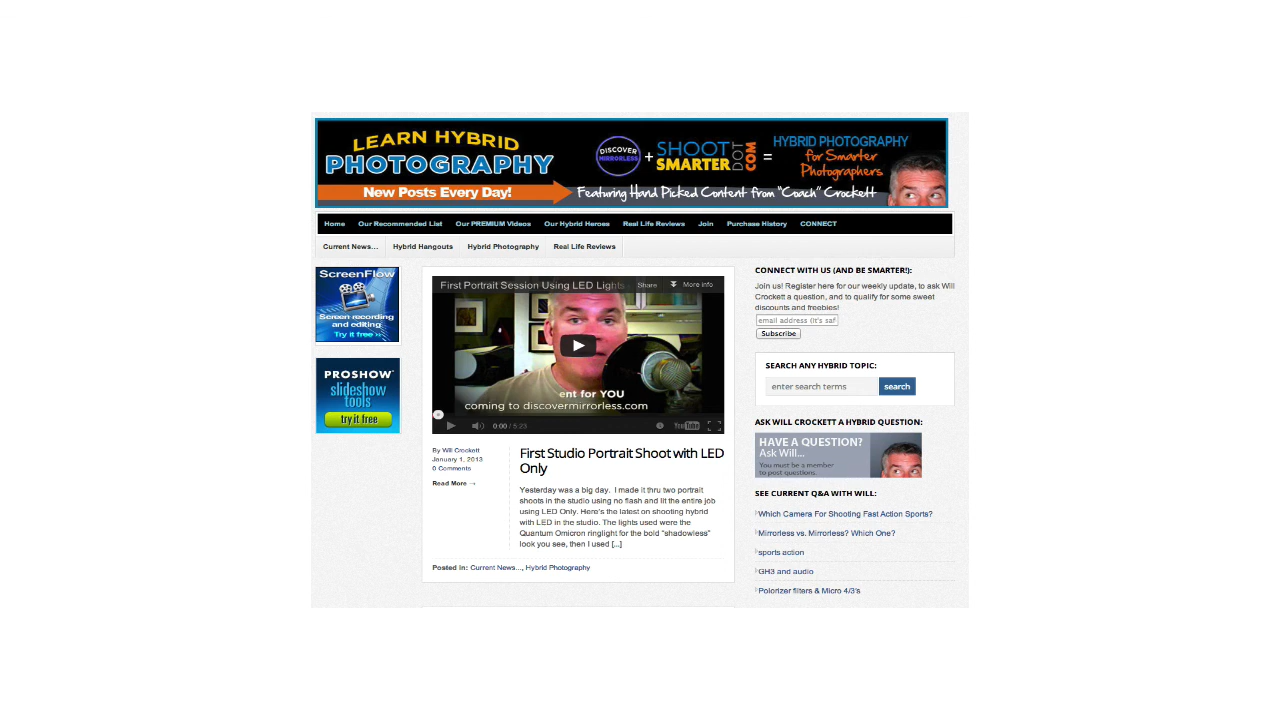 LEARN HYBRID
PHOTOGRAPHY
New Posts Every Day!
DISCOVER
MIRRORLESS
+
SHOOT
SMARTER
DOT
COM
=
HYBRID PHOTOGRAPHY
for Smarter
Photographers
Featuring Hand Picked Content from "Coach" Crockett
Home Our Recommended List Our PREMIUM Videos Our Hybrid Heroes Real Life Reviews Join Purchase History CONNECT
Current News... Hybrid Hangouts Hybrid Photography Real Life Reviews
ScreenFlow
Screen recording
and editing
Try it free >>
PROSHOW
slideshow
tools
try it free
First Portrait Session Using LED Lights Share More info
ent for YOU
coming to discovermirrorless.com
0:00 / 5:23 YouTube
By Will Crockett
January 1, 2013
0 Comments
Read More →
First Studio Portrait Shoot with LED
Only
Yesterday was a big day. I made it thru two portrait
shoots in the studio using no flash and lit the entire job
using LED Only. Here's the latest on shooting hybrid
with LED in the studio. The lights used were the
Quantum Omicron ringlight for the bold "shadowless"
look you see, then I used [...]
Posted in: Current News..., Hybrid Photography
CONNECT WITH US (AND BE SMARTER!):
Join us! Register here for our weekly update, to ask Will
Crockett a question, and to qualify for some sweet
discounts and freebies!
email address (It's saf
Subscribe
SEARCH ANY HYBRID TOPIC:
enter search terms search
ASK WILL CROCKETT A HYBRID QUESTION:
HAVE A QUESTION?
Ask Will...
You must be a member
to post questions.
SEE CURRENT Q&A WITH WILL:
Which Camera For Shooting Fast Action Sports?
Mirrorless vs. Mirrorless? Which One?
sports action
GH3 and audio
Polorizer filters & Micro 4/3's